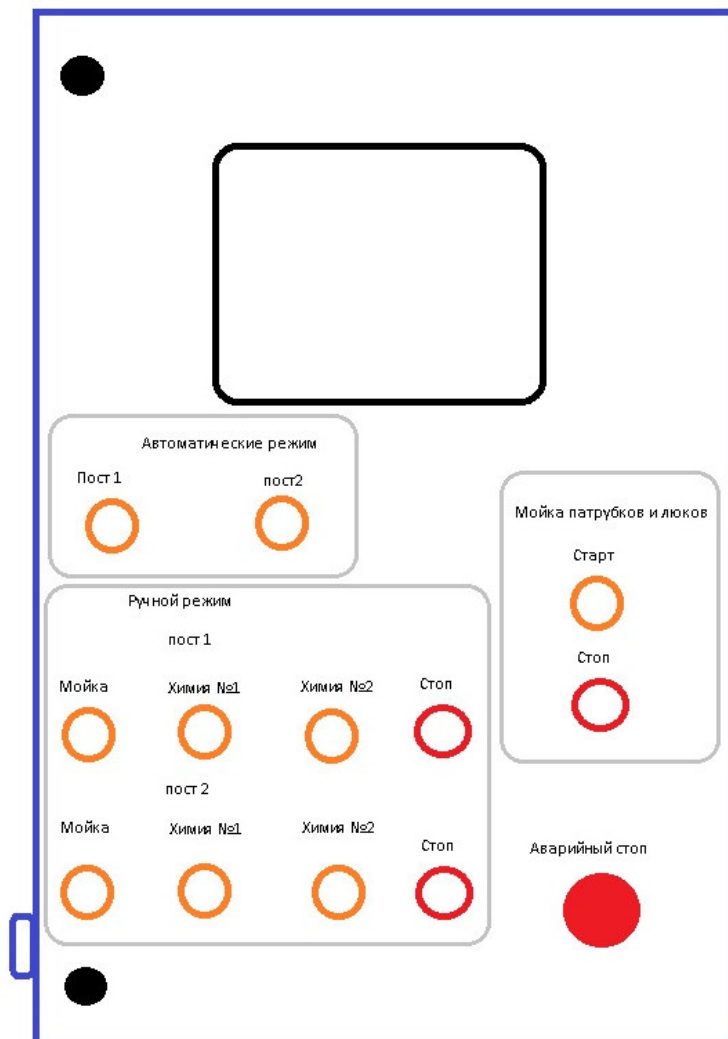 Автоматические режим
Пост 1 пост2
Мойка патрубков и люков
Старт
Стоп
Ручной режим
пост 1
Мойка Химия №1 Химия №2 Стоп
пост 2
Мойка Химия №1 Химия №2 Стоп
Аварийный стоп